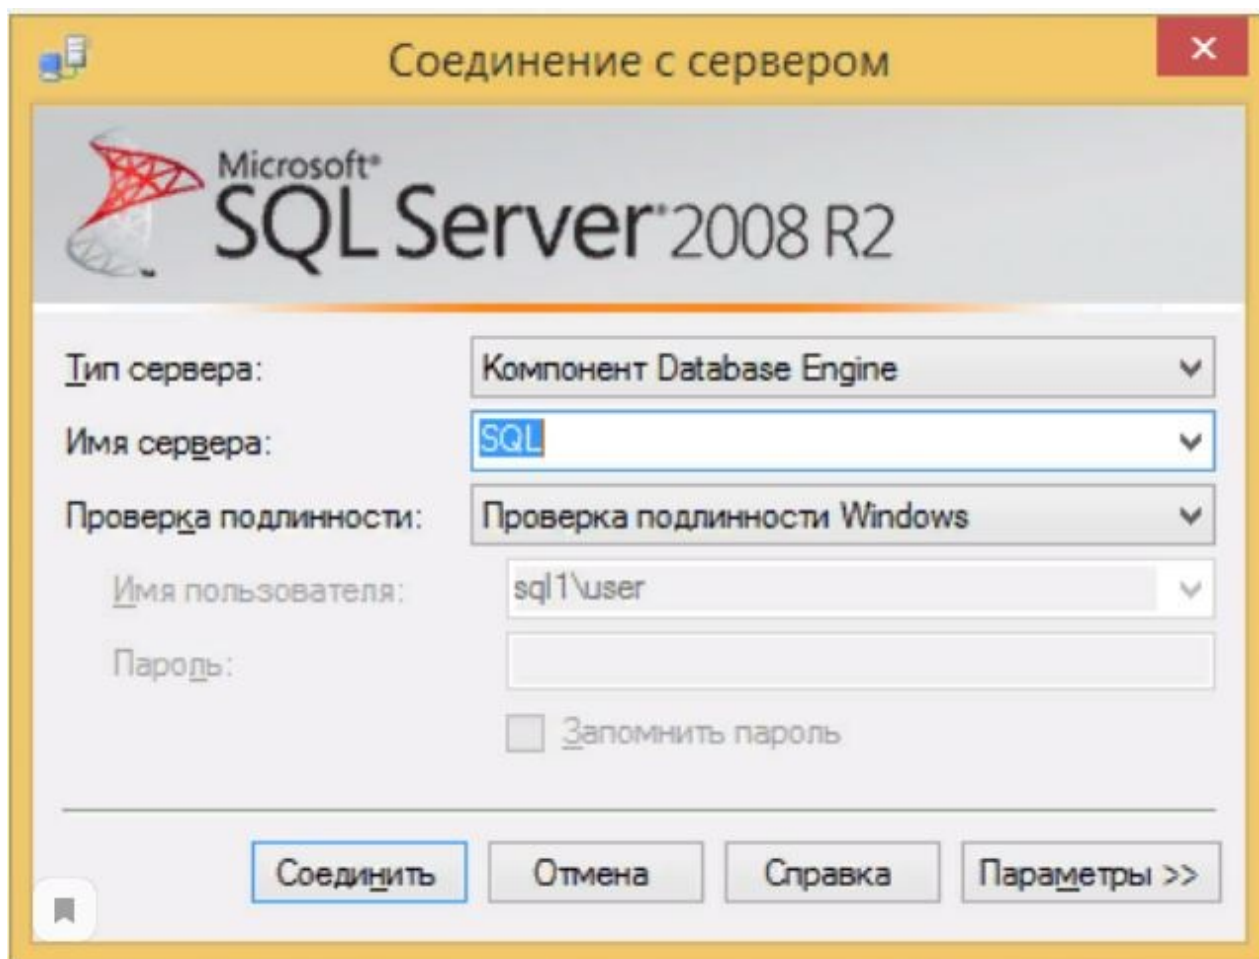 Соединение с сервером
Microsoft®
SQL Server® 2008 R2
Тип сервера: Компонент Database Engine
Имя сервера: SQL
Проверка подлинности: Проверка подлинности Windows
Имя пользователя: sql1\user
Пароль:
Запомнить пароль
Соединить Отмена Справка Параметры >>